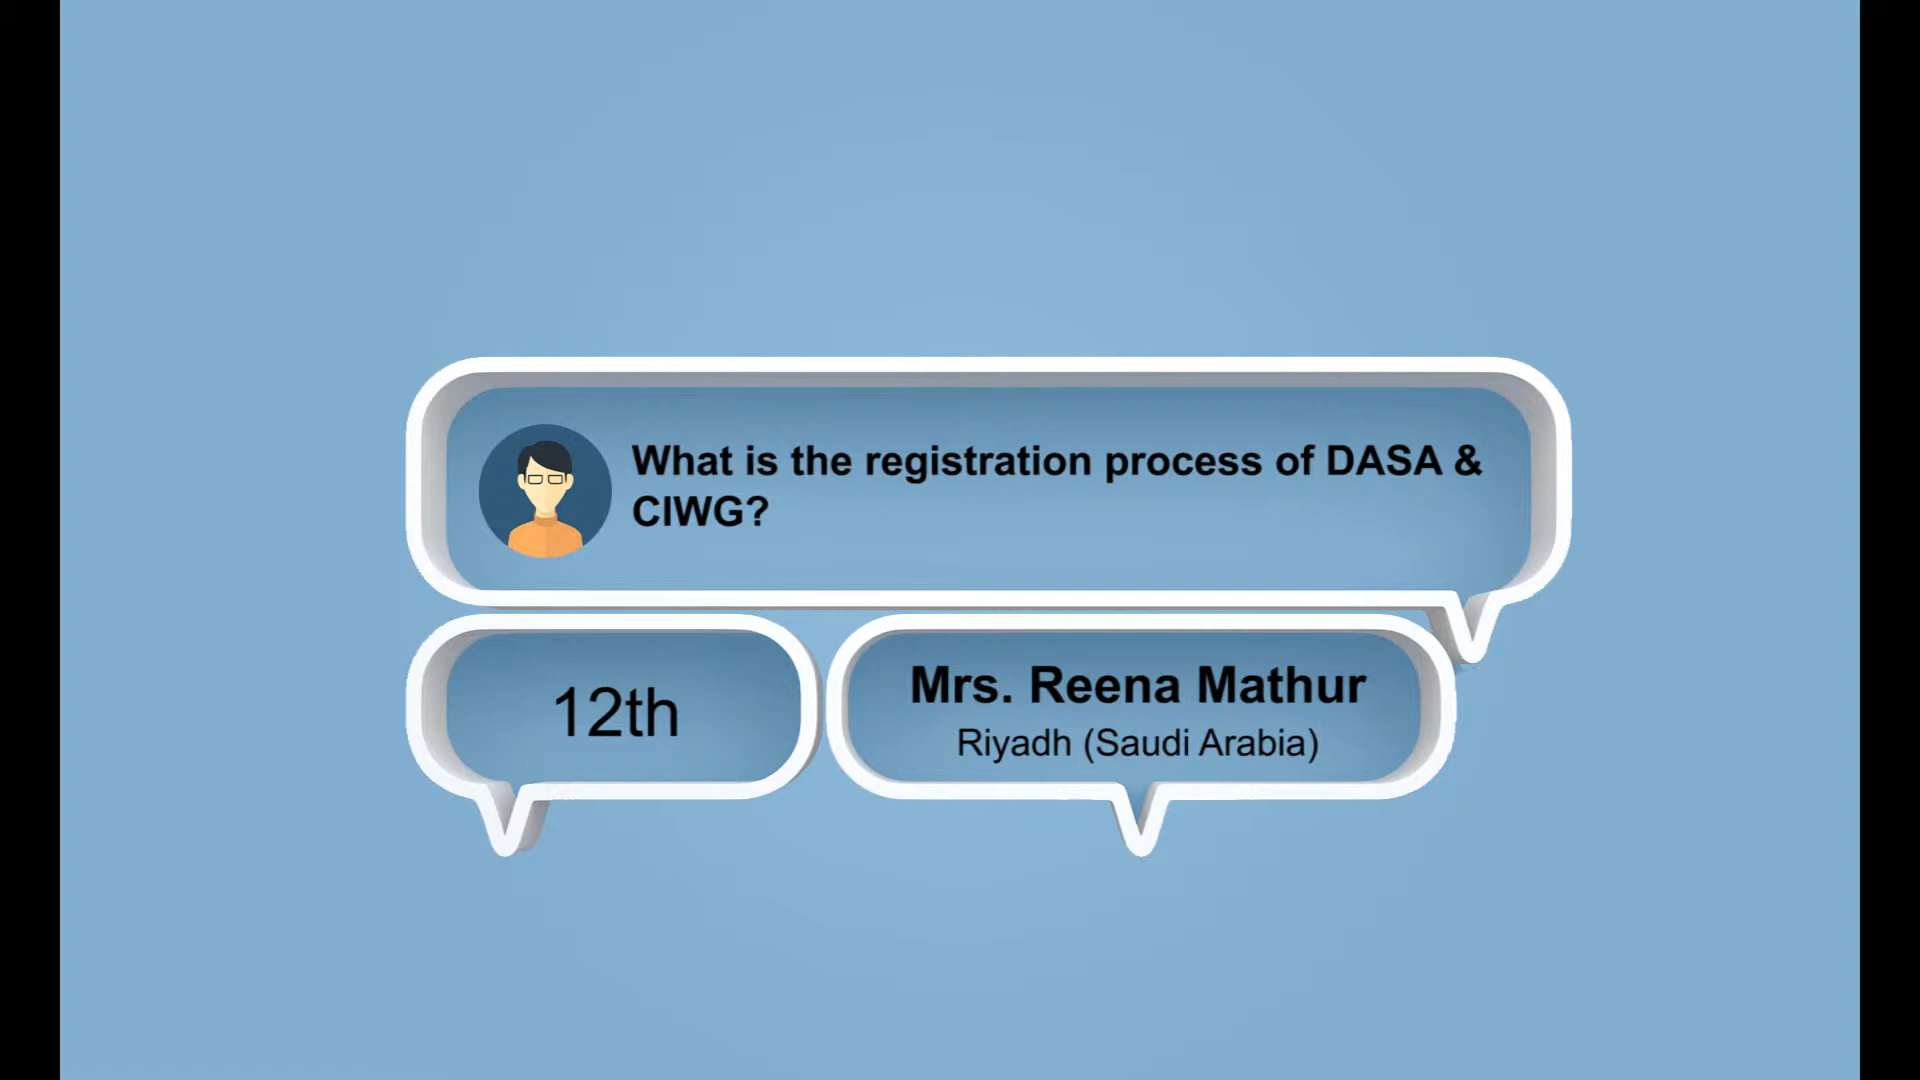 What is the registration process of DASA &
CIWG?
12th
Mrs. Reena Mathur
Riyadh (Saudi Arabia)